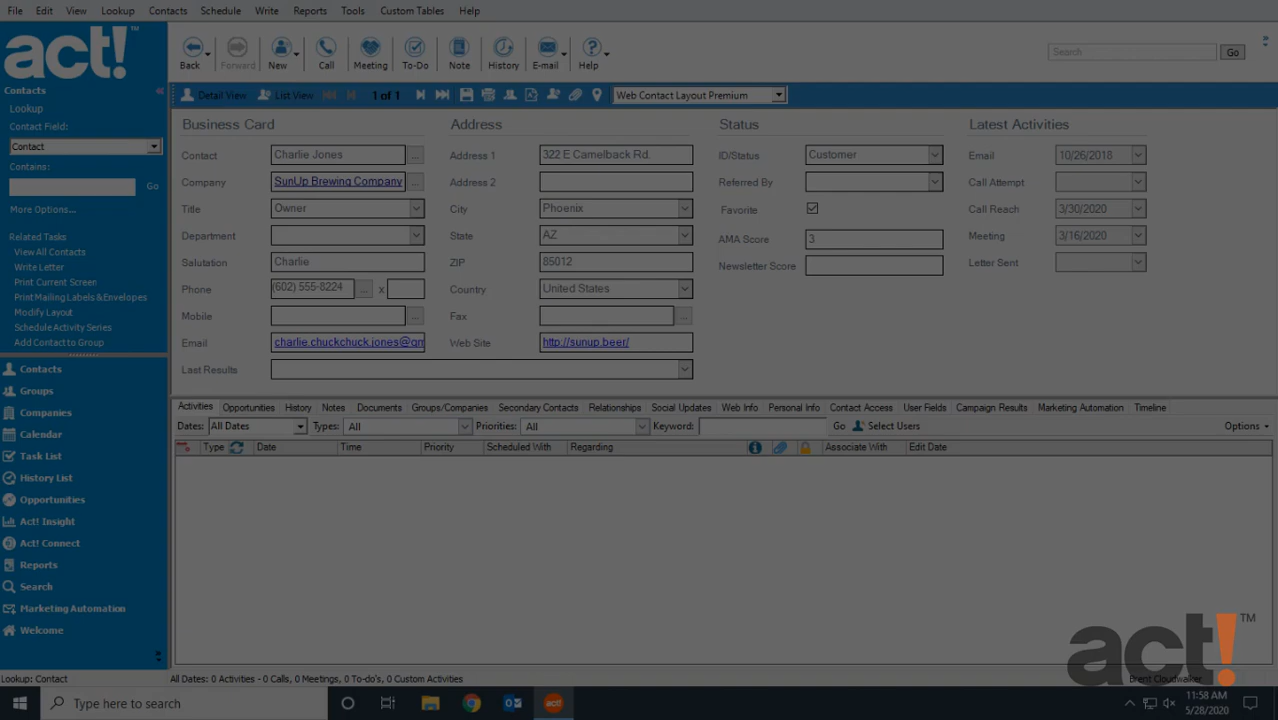 File Edit View Lookup Contacts Schedule Write Reports Tools Custom Tables Help
act!
Back Forward New Call Meeting To-Do Note History E-mail Help Search Go
Contacts
Detail View List View 1 of 1 Web Contact Layout Premium
Lookup
Contact Field:
Contact
Contains:
Go
More Options...
Related Tasks
View All Contacts
Write Letter
Print Current Screen
Print Mailing Labels & Envelopes
Modify Layout
Schedule Activity Series
Add Contact to Group
Contacts
Groups
Companies
Calendar
Task List
History List
Opportunities
Act! Insight
Act! Connect
Reports
Search
Marketing Automation
Welcome
Business Card
Contact Charlie Jones ...
Company SunUp Brewing Company ...
Title Owner
Department
Salutation Charlie
Phone (602) 555-8224 ... x
Mobile ...
Email charlie.chuckchuck.jones@gm
Last Results
Address
Address 1 322 E Camelback Rd.
Address 2
City Phoenix
State AZ
ZIP 85012
Country United States
Fax ...
Web Site http://sunup.beer/
Status
ID/Status Customer
Referred By
Favorite
AMA Score 3
Newsletter Score
Latest Activities
Email 10/26/2018
Call Attempt
Call Reach 3/30/2020
Meeting 3/16/2020
Letter Sent
Activities Opportunities History Notes Documents Groups/Companies Secondary Contacts Relationships Social Updates Web Info Personal Info Contact Access User Fields Campaign Results Marketing Automation Timeline
Dates: All Dates Types: All Priorities: All Keyword: Go Select Users Options
Type Date Time Priority Scheduled With Regarding Associate With Edit Date
act!™
Lookup: Contact All Dates: 0 Activities - 0 Calls, 0 Meetings, 0 To-do's, 0 Custom Activities Brent Cloudwalker
Type here to search act! 11:58 AM
5/28/2020